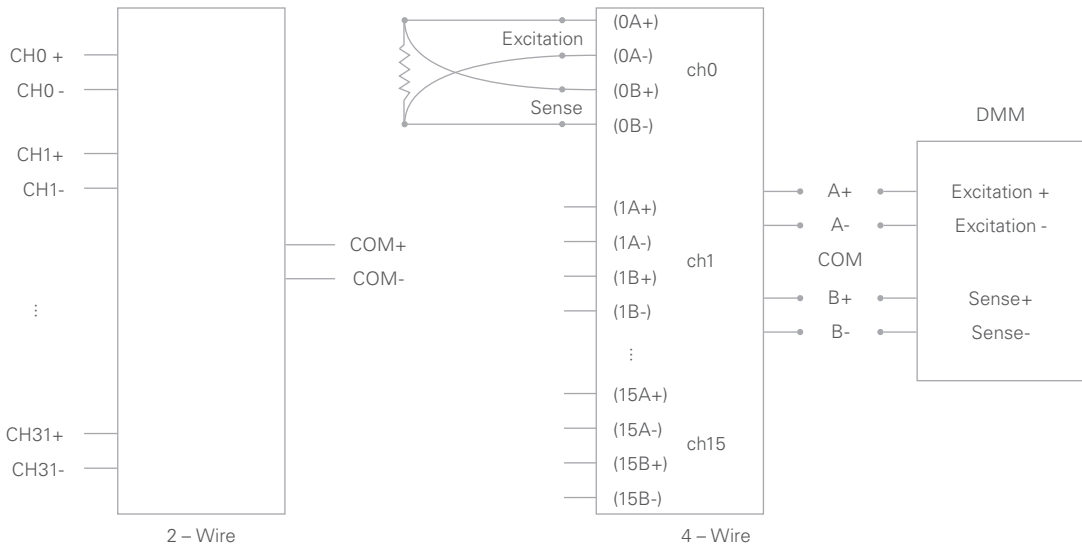 CH0 +
CH0 -
CH1+
CH1-
⋮
CH31+
CH31-
COM+
COM-
2 – Wire
Excitation
Sense
(0A+)
(0A-)
(0B+)
(0B-)
ch0
(1A+)
(1A-)
(1B+)
(1B-)
ch1
⋮
(15A+)
(15A-)
(15B+)
(15B-)
ch15
4 – Wire
A+
A-
COM
B+
B-
DMM
Excitation +
Excitation -
Sense+
Sense-